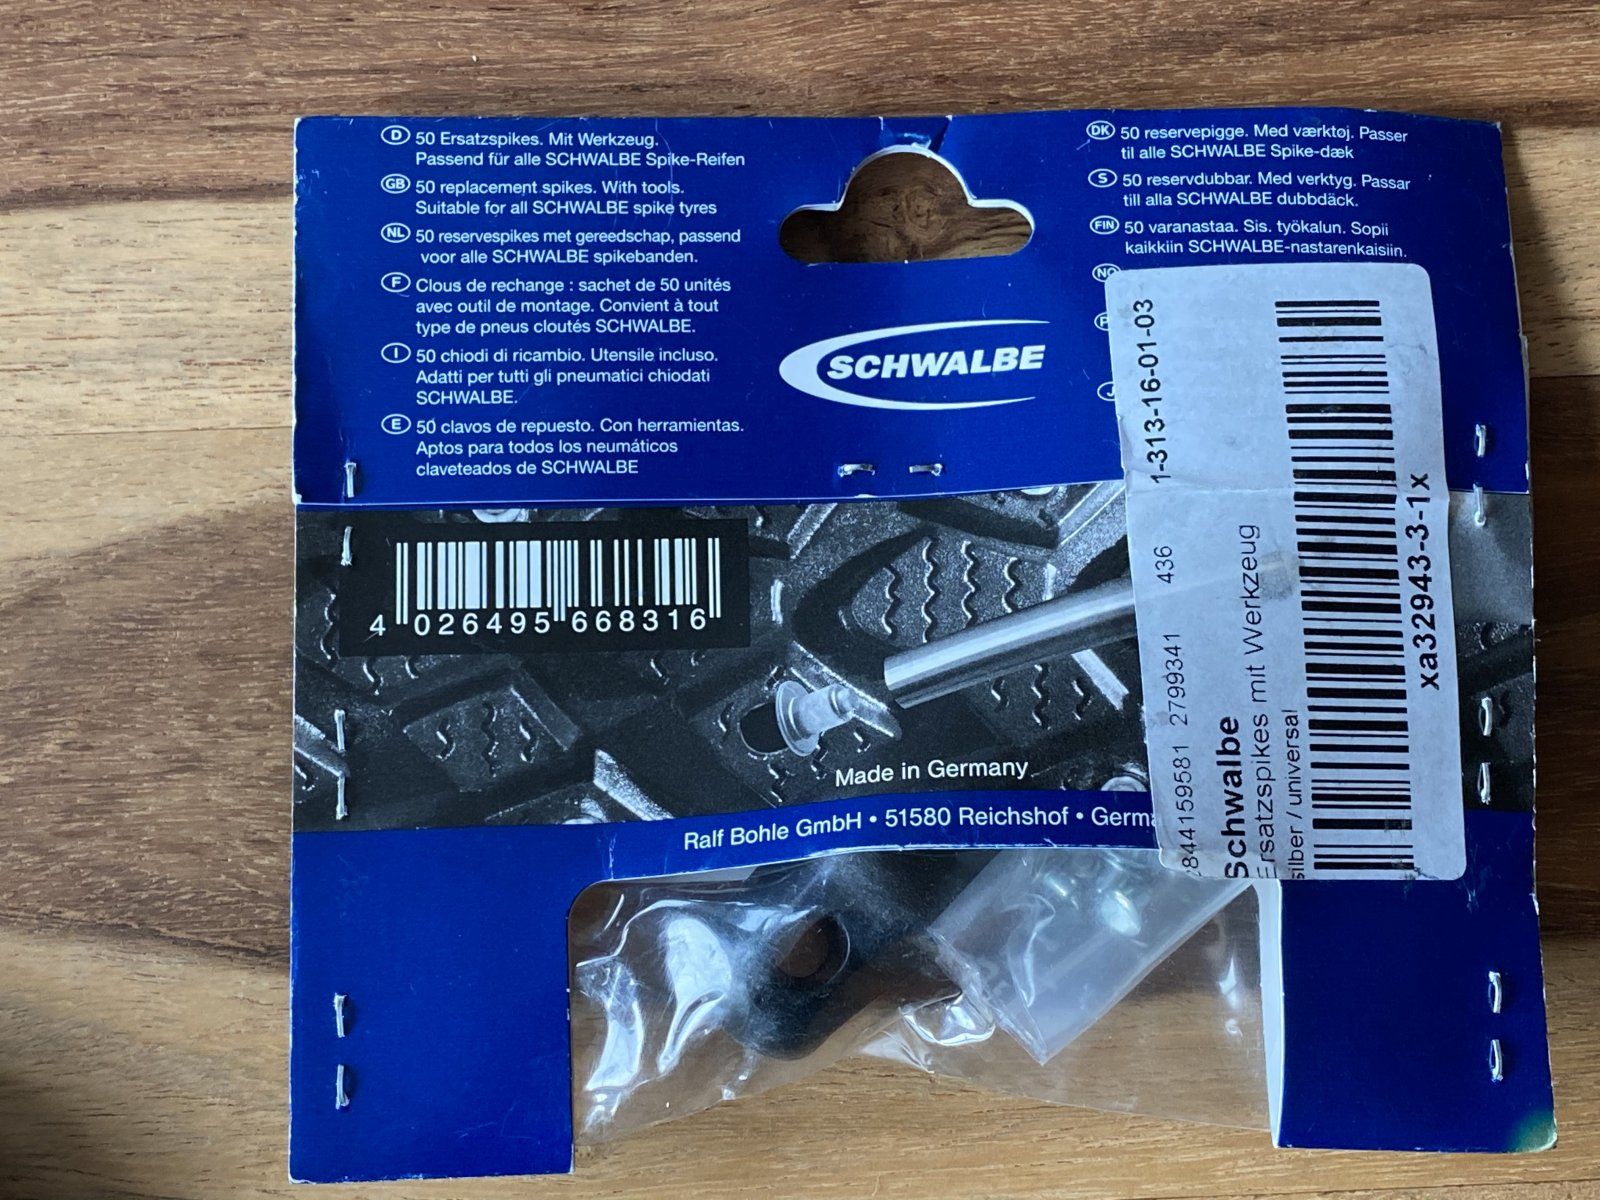 D 50 Ersatzspikes. Mit Werkzeug.
Passend für alle SCHWALBE Spike-Reifen
GB 50 replacement spikes. With tools.
Suitable for all SCHWALBE spike tyres
NL 50 reservespikes met gereedschap, passend
voor alle SCHWALBE spikebanden.
F Clous de rechange : sachet de 50 unités
avec outil de montage. Convient à tout
type de pneus cloutés SCHWALBE.
I 50 chiodi di ricambio. Utensile incluso.
Adatti per tutti gli pneumatici chiodati
SCHWALBE.
E 50 clavos de repuesto. Con herramientas.
Aptos para todos los neumáticos
claveteados de SCHWALBE
SCHWALBE
DK 50 reservepigge. Med værktøj. Passer
til alle SCHWALBE Spike-dæk
S 50 reservdubbar. Med verktyg. Passar
till alla SCHWALBE dubbdäck.
FIN 50 varanastaa. Sis. työkalun. Sopii
kaikkiin SCHWALBE-nastarenkaisiin.
NO
J
4 026495 668316
Made in Germany
Ralf Bohle GmbH • 51580 Reichshof • Germa
2844159581 2799341 436 1-313-16-01-03
Schwalbe
Ersatzspikes mit Werkzeug
silber / universal
xa32943-3-1x